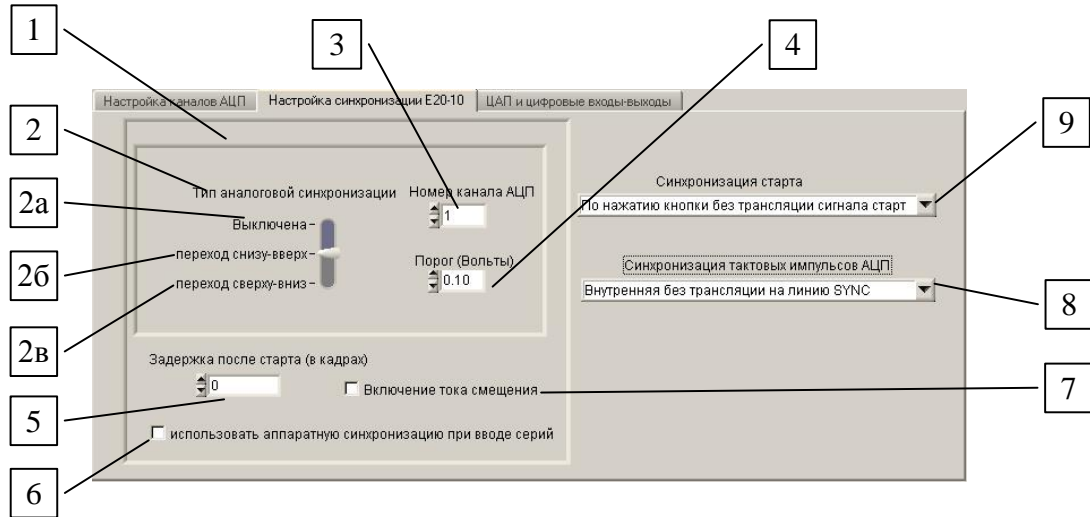 1
3
4
Настройка каналов АЦП
Настройка синхронизации E20-10
ЦАП и цифровые входы-выходы
2
9
Тип аналоговой синхронизации
Номер канала АЦП
Синхронизация старта
2а
Выключена
1
По нажатию кнопки без трансляции сигнала старт
2б
переход снизу-вверх
Порог (Вольты)
Синхронизация тактовых импульсов АЦП
переход сверху-вниз
0.10
Внутренняя без трансляции на линию SYNC
8
2в
Задержка после старта (в кадрах)
0
Включение тока смещения
7
5
использовать аппаратную синхронизацию при вводе серий
6